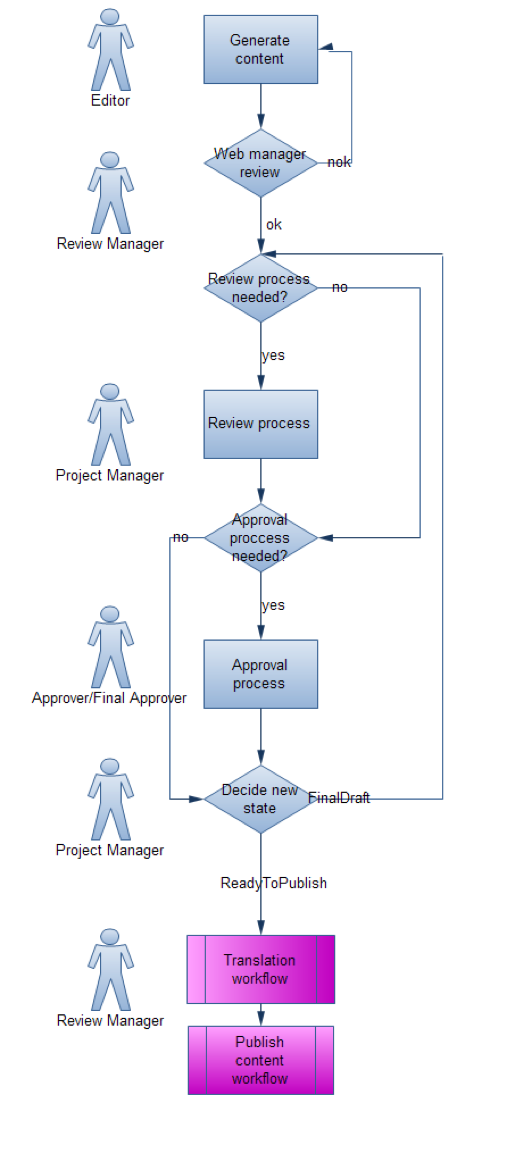 Generate
content
Editor
Web manager
review
nok
ok
Review Manager
Review process
needed?
no
yes
Review process
Project Manager
Approval
proccess
needed?
no
yes
Approval
process
Approver/Final Approver
Decide new
state
FinalDraft
Project Manager
ReadyToPublish
Translation
workflow
Review Manager
Publish
content
workflow